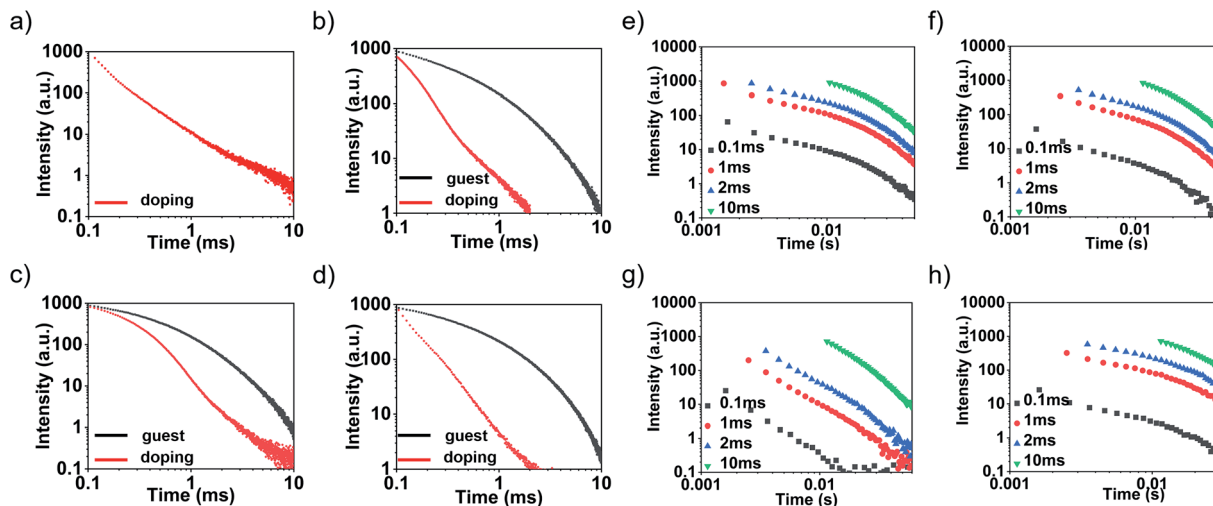 a)
Intensity (a.u.)
1000
100
10
1
0.1
doping
0.1
1
10
Time (ms)
b)
Intensity (a.u.)
1000
100
10
1
guest
doping
0.1
1
10
Time (ms)
e)
Intensity (a.u.)
10000
1000
100
10
1
0.1
0.1ms
1ms
2ms
10ms
0.001
0.01
Time (s)
f)
Intensity (a.u.)
10000
1000
100
10
1
0.1
0.1ms
1ms
2ms
10ms
0.001
0.01
Time (s)
c)
Intensity (a.u.)
1000
100
10
1
0.1
guest
doping
0.1
1
10
Time (ms)
d)
Intensity (a.u.)
1000
100
10
1
guest
doping
0.1
1
10
Time (ms)
g)
Intensity (a.u.)
10000
1000
100
10
1
0.1
0.1ms
1ms
2ms
10ms
0.001
0.01
Time (s)
h)
Intensity (a.u.)
10000
1000
100
10
1
0.1
0.1ms
1ms
2ms
10ms
0.001
0.01
Time (s)